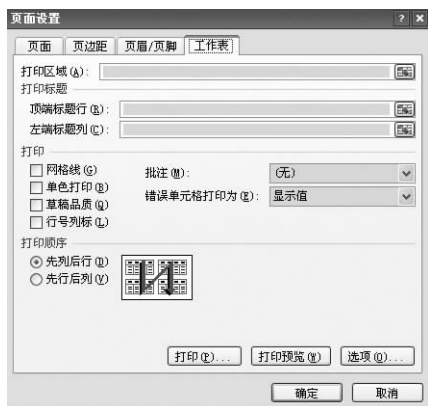 页面设置
页面 页边距 页眉/页脚 工作表
打印区域(A):
打印标题
顶端标题行(R):
左端标题列(C):
打印
网格线(G) 批注(M): (无)
单色打印(B)
错误单元格打印为(E): 显示值
草稿品质(Q)
行号列标(L)
打印顺序
先列后行(D)
先行后列(V)
打印(P)... 打印预览(W) 选项(O)...
确定 取消